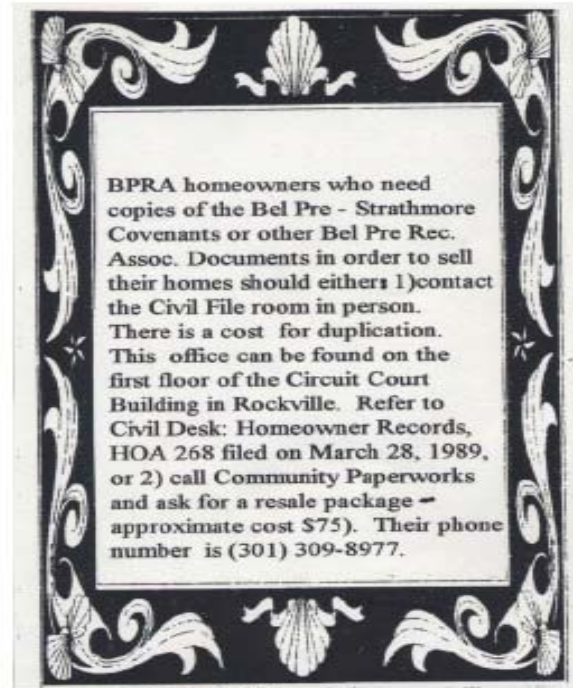 BPRA homeowners who need
copies of the Bel Pre - Strathmore
Covenants or other Bel Pre Rec.
Assoc. Documents in order to sell
their homes should either: 1)contact
the Civil File room in person.
There is a cost for duplication.
This office can be found on the
first floor of the Circuit Court
Building in Rockville. Refer to
Civil Desk: Homeowner Records,
HOA 268 filed on March 28, 1989,
or 2) call Community Paperworks
and ask for a resale package -
approximate cost $75). Their phone
number is (301) 309-8977.